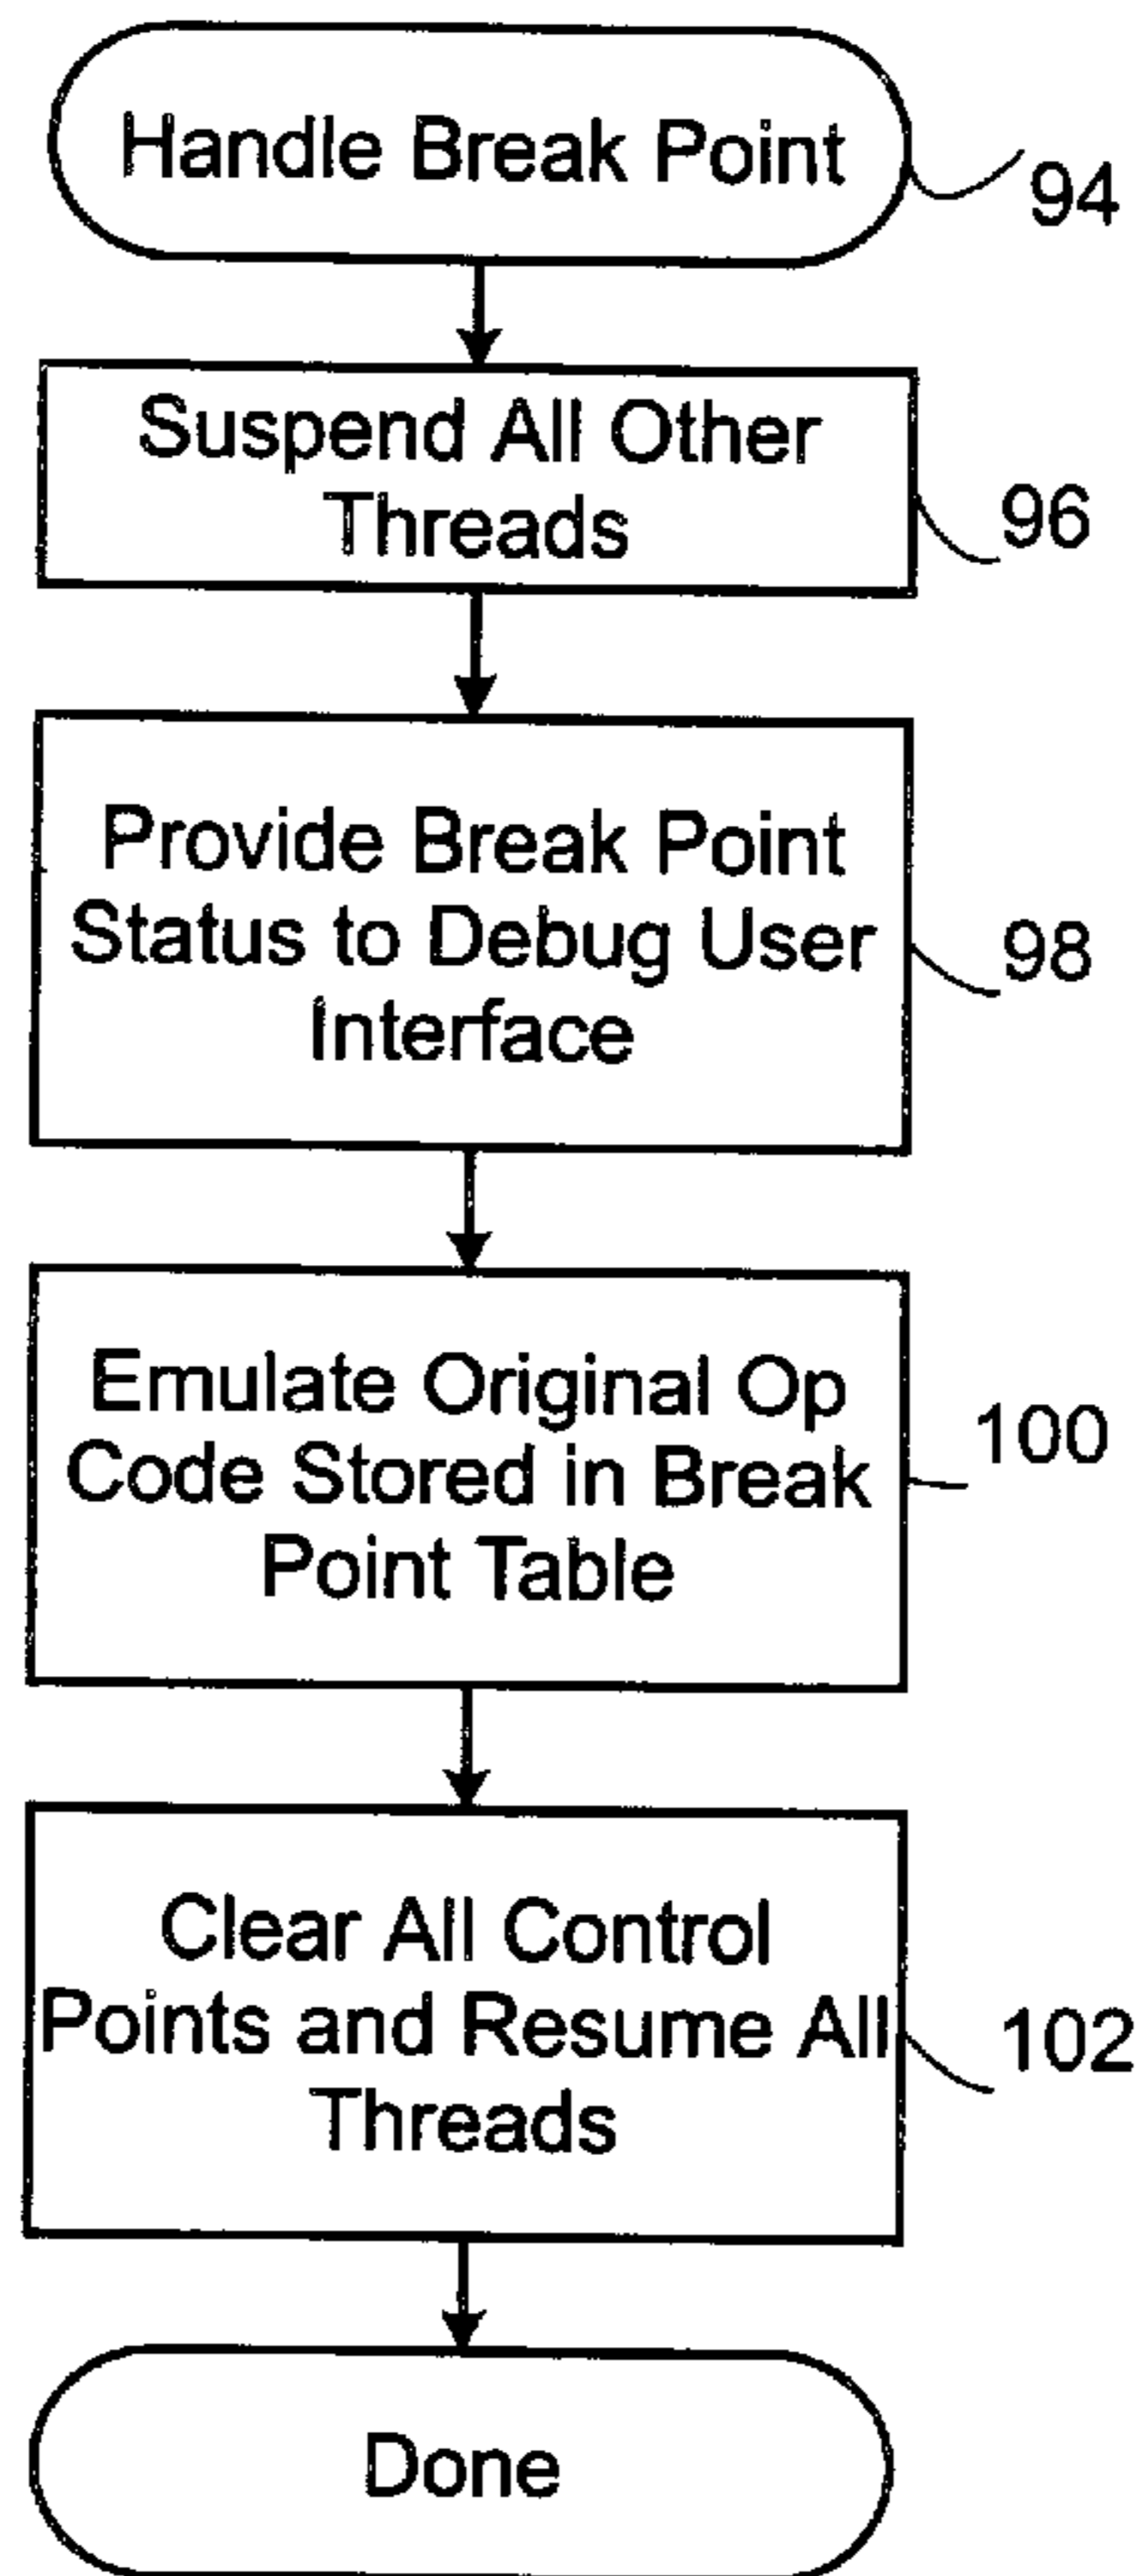 Handle Break Point
94
Suspend All Other
Threads
96
Provide Break Point
Status to Debug User
Interface
98
Emulate Original Op
Code Stored in Break
Point Table
100
Clear All Control
Points and Resume All
Threads
102
Done